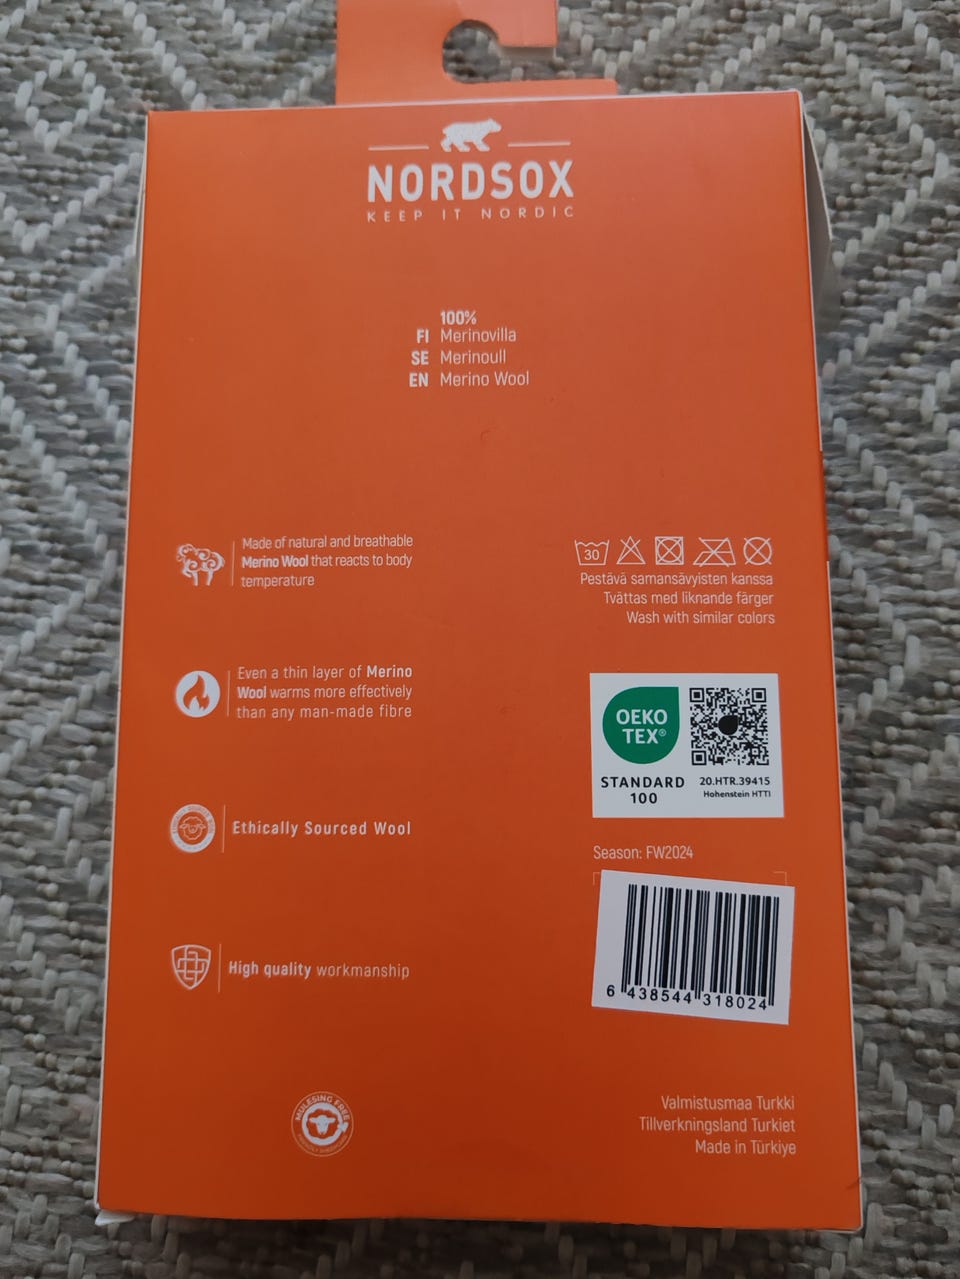 NORDSOX
KEEP IT NORDIC
100%
FI Merinovilla
SE Merinoull
EN Merino Wool
Made of natural and breathable
Merino Wool that reacts to body
temperature
Even a thin layer of Merino
Wool warms more effectively
than any man-made fibre
Ethically Sourced Wool
High quality workmanship
MULESING FREE
30
Pestävä samansävyisten kanssa
Tvättas med liknande färger
Wash with similar colors
OEKO
TEX®
STANDARD
100
20.HTR.39415
Hohenstein HTTI
Season: FW2024
6 438544 318024
Valmistusmaa Turkki
Tillverkningsland Turkiet
Made in Türkiye